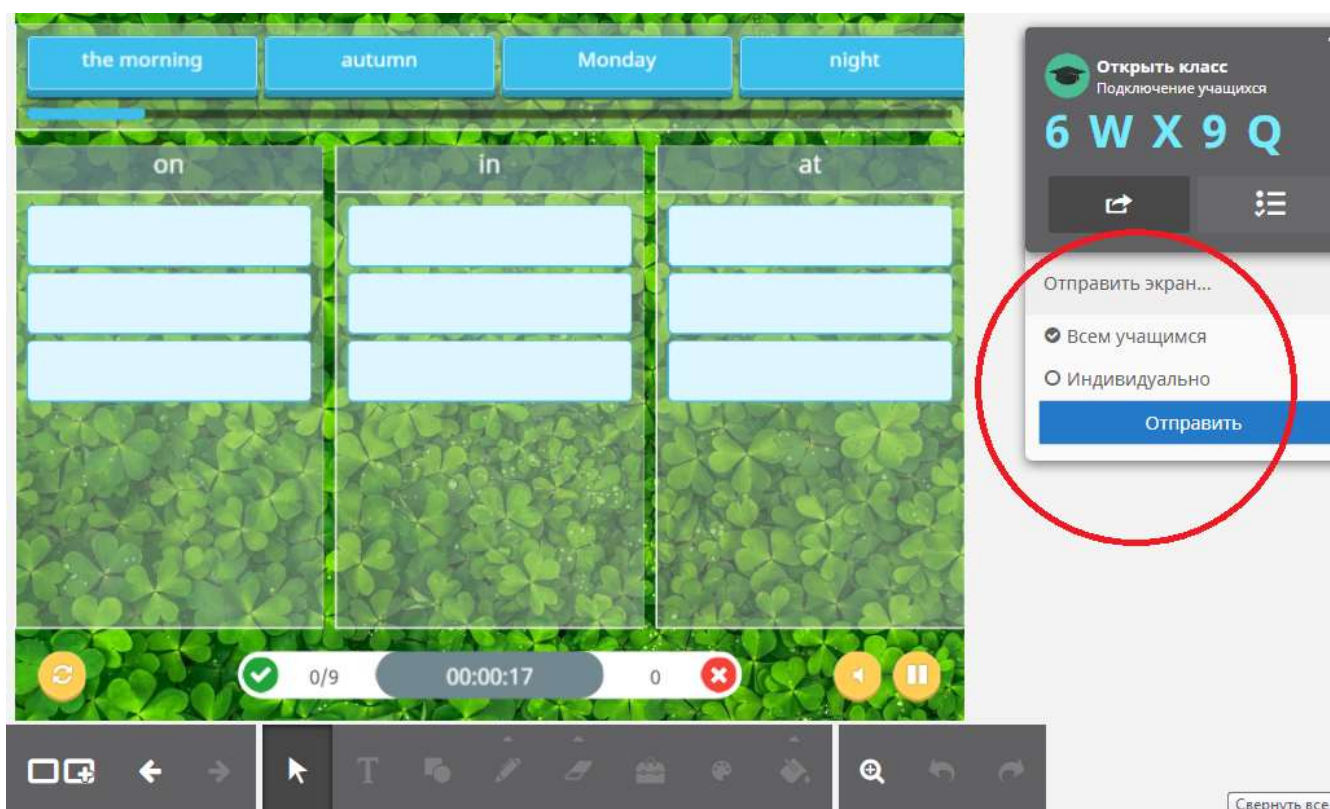 the morning
autumn
Monday
night
on
in
at
0/9
00:00:17
0
Открыть класс
Подключение учащихся
6 W X 9 Q
Отправить экран...
Всем учащимся
Индивидуально
Отправить
T
Свернуть все